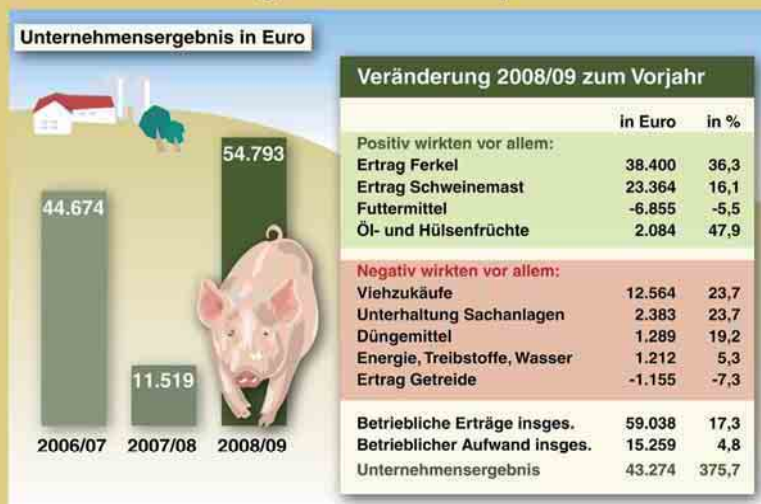 Unternehmensergebnis in Euro
54.793
44.674
11.519
2006/07 2007/08 2008/09
Veränderung 2008/09 zum Vorjahr
in Euro in %
Positiv wirkten vor allem:
Ertrag Ferkel 38.400 36,3
Ertrag Schweinemast 23.364 16,1
Futtermittel -6.855 -5,5
Öl- und Hülsenfrüchte 2.084 47,9
Negativ wirkten vor allem:
Viehzukäufe 12.564 23,7
Unterhaltung Sachanlagen 2.383 23,7
Düngemittel 1.289 19,2
Energie, Treibstoffe, Wasser 1.212 5,3
Ertrag Getreide -1.155 -7,3
Betriebliche Erträge insges. 59.038 17,3
Betrieblicher Aufwand insges. 15.259 4,8
Unternehmensergebnis 43.274 375,7